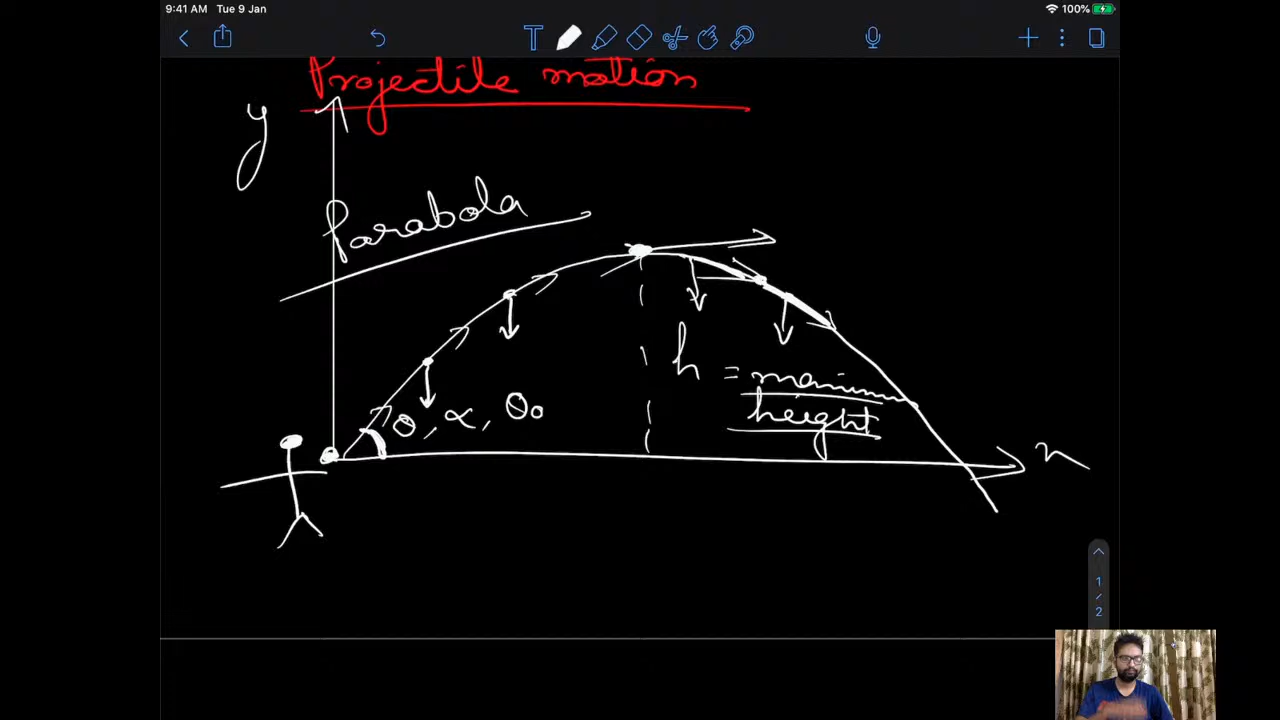 9:41 AM Tue 9 Jan
100%
T
Projectile motion
y
Parabola
h = maximum
height
θ, α, θ₀
x
1
/
2